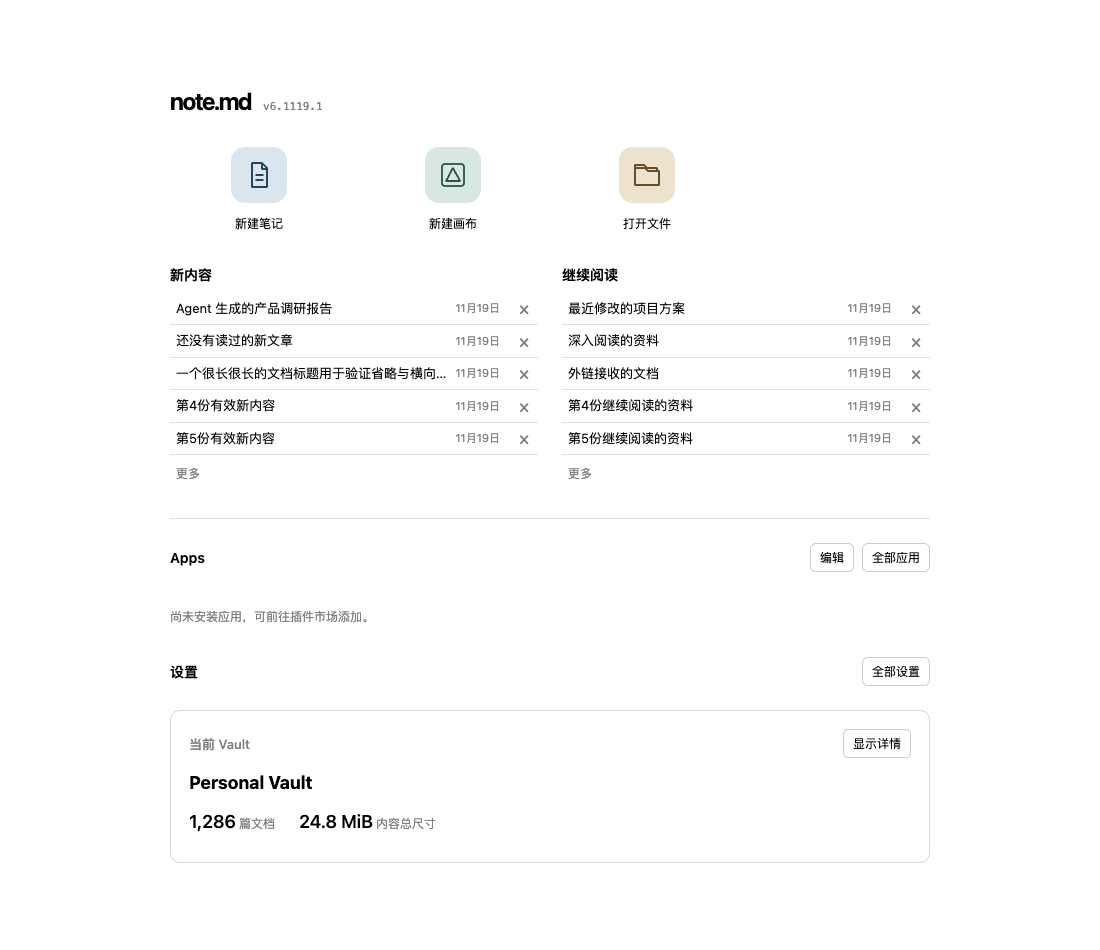 note.md v6.1119.1
新建笔记
新建画布
打开文件
新内容
Agent 生成的产品调研报告 11月19日
还没有读过的新文章 11月19日
一个很长很长的文档标题用于验证省略与横向... 11月19日
第4份有效新内容 11月19日
第5份有效新内容 11月19日
更多
继续阅读
最近修改的项目方案 11月19日
深入阅读的资料 11月19日
外链接收的文档 11月19日
第4份继续阅读的资料 11月19日
第5份继续阅读的资料 11月19日
更多
Apps 编辑 全部应用
尚未安装应用，可前往插件市场添加。
设置 全部设置
当前 Vault 显示详情
Personal Vault
1,286 篇文档 24.8 MiB 内容总尺寸